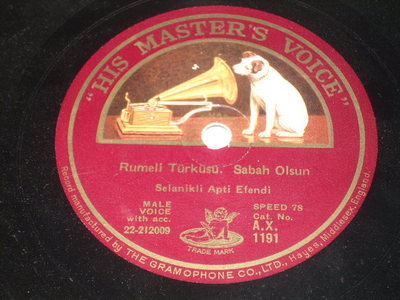 "HIS MASTER'S VOICE"
Rumeli Türküsü. Sabah Olsun
Selanikli Apti Efendi
MALE
VOICE
with acc.
22-212009
SPEED 78
Cat. No.
A.X.
1191
TRADE MARK
Record manufactured by THE GRAMOPHONE CO., LTD., Hayes, Middlesex, England.